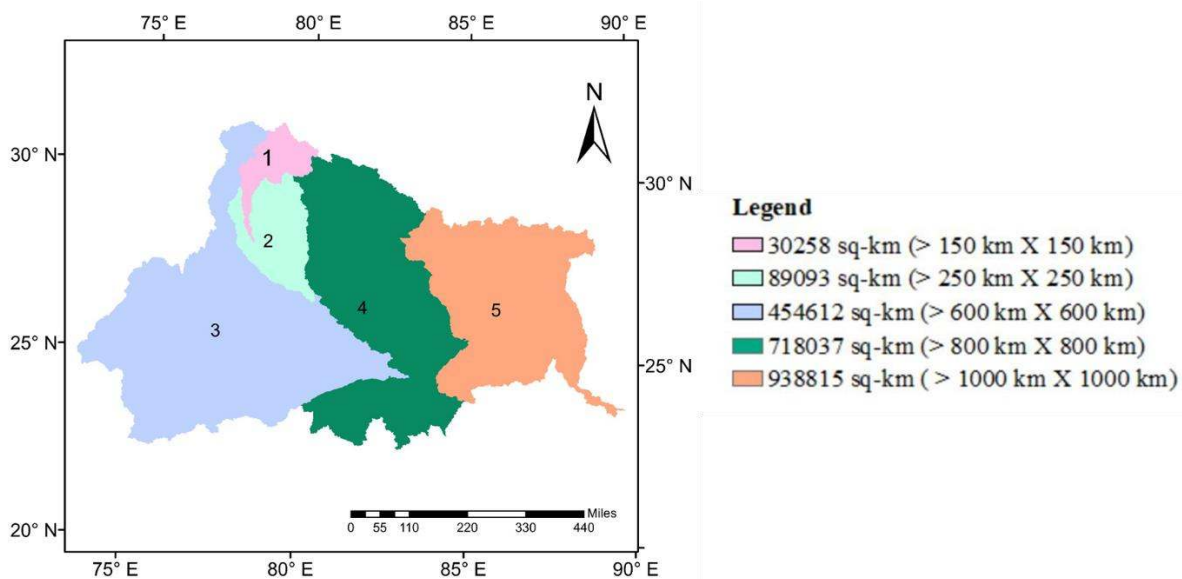 75° E 80° E 85° E 90° E
N
30° N
30° N
1
2
25° N
25° N
3
4
5
20° N
Miles
0 55 110 220 330 440
75° E 80° E 85° E 90° E
Legend
30258 sq-km (> 150 km X 150 km)
89093 sq-km (> 250 km X 250 km)
454612 sq-km (> 600 km X 600 km)
718037 sq-km (> 800 km X 800 km)
938815 sq-km ( > 1000 km X 1000 km)